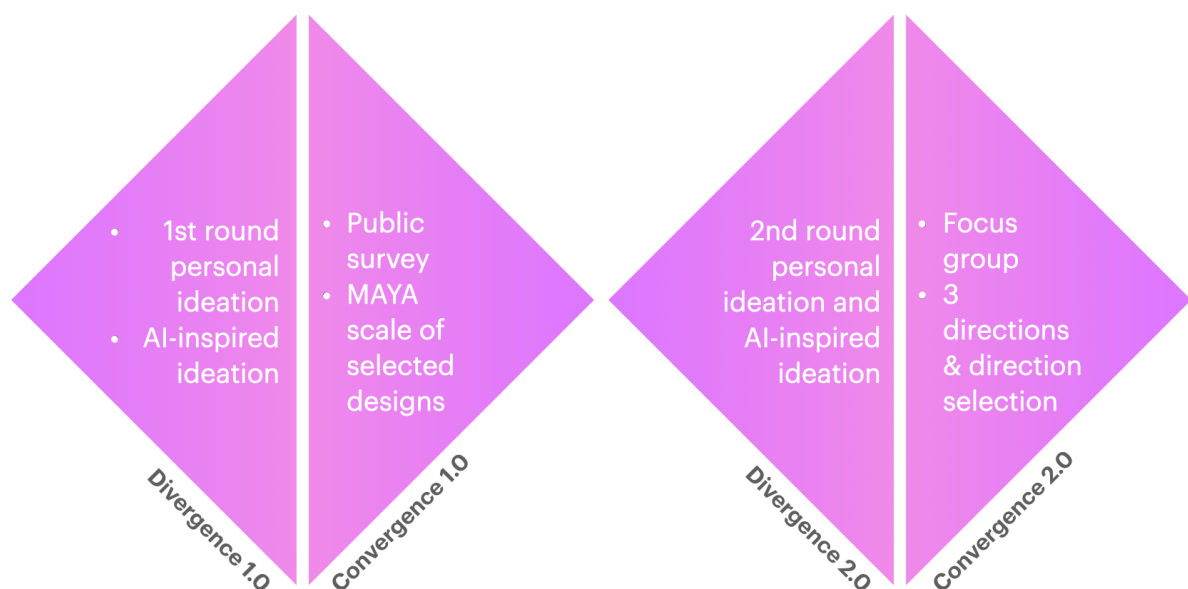 • 1st round
personal
ideation
• AI-inspired
ideation
• Public
survey
• MAYA
scale of
selected
designs
Divergence 1.0
Convergence 1.0
2nd round
personal
ideation and
AI-inspired
ideation
• Focus
group
• 3
directions
& direction
selection
Divergence 2.0
Convergence 2.0